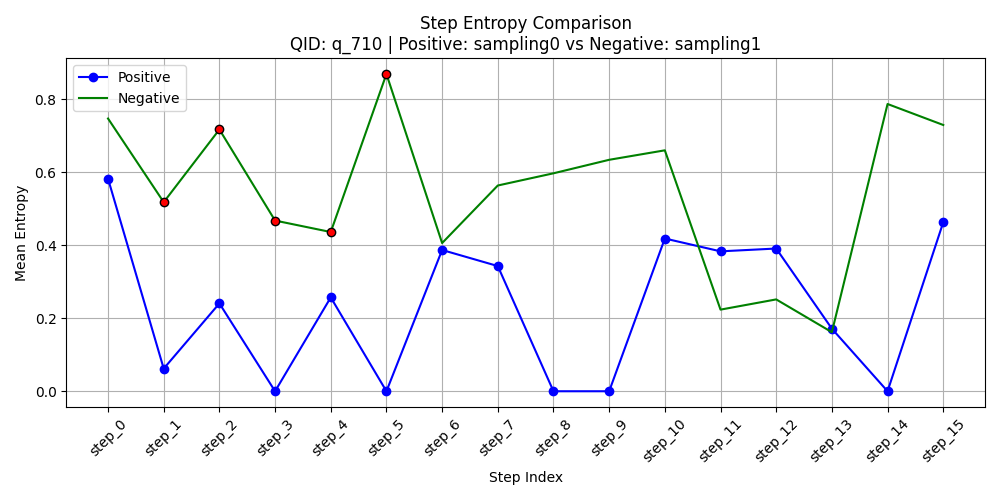 Step Entropy Comparison
QID: q_710 | Positive: sampling0 vs Negative: sampling1
Positive
Negative
Mean Entropy
0.8
0.6
0.4
0.2
0.0
step_0
step_1
step_2
step_3
step_4
step_5
step_6
step_7
step_8
step_9
step_10
step_11
step_12
step_13
step_14
step_15
Step Index